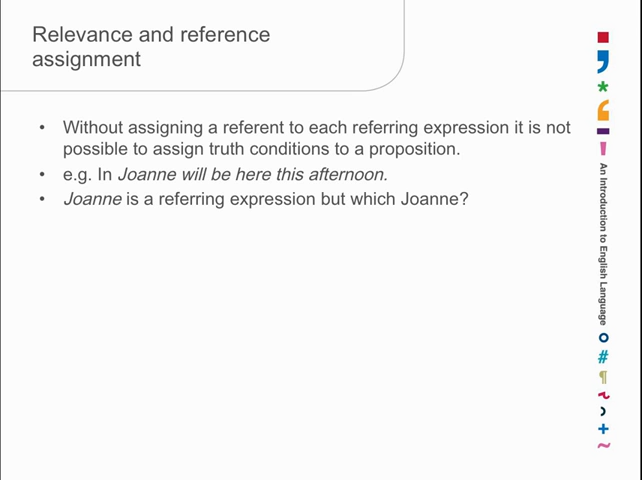 Relevance and reference
assignment
• Without assigning a referent to each referring expression it is not
possible to assign truth conditions to a proposition.
• e.g. In Joanne will be here this afternoon.
• Joanne is a referring expression but which Joanne?
An Introduction to English Language